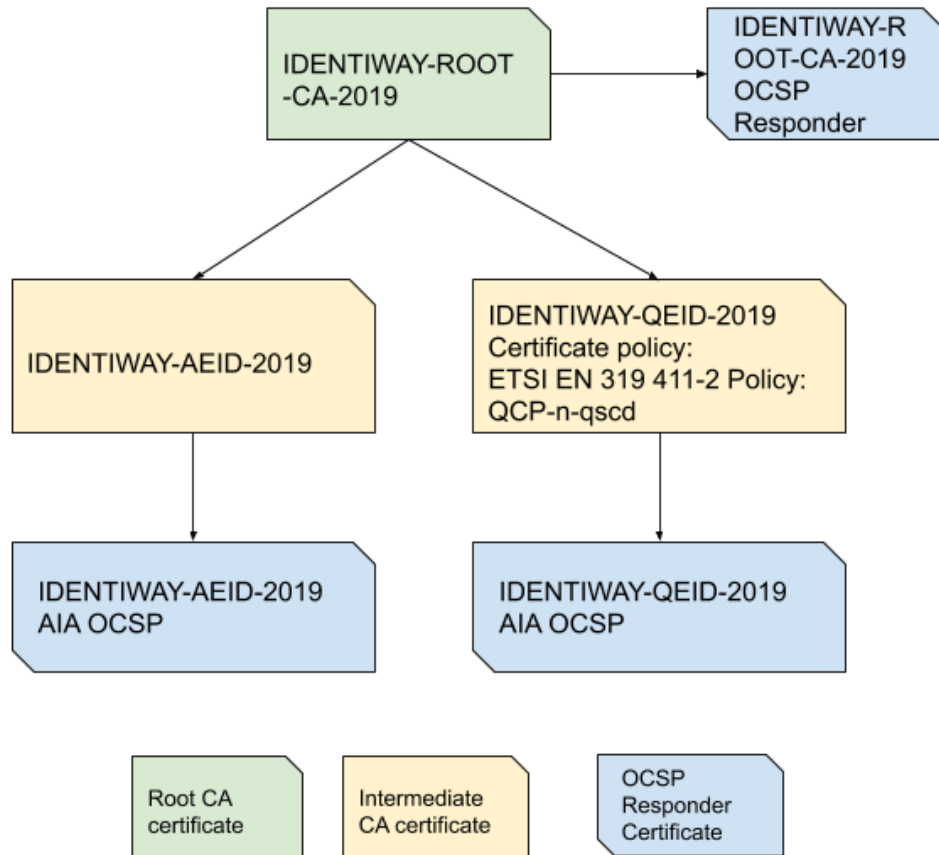 IDENTIWAY-ROOT
-CA-2019
IDENTIWAY-R
OOT-CA-2019
OCSP
Responder
IDENTIWAY-AEID-2019
IDENTIWAY-QEID-2019
Certificate policy:
ETSI EN 319 411-2 Policy:
QCP-n-qscd
IDENTIWAY-AEID-2019
AIA OCSP
IDENTIWAY-QEID-2019
AIA OCSP
Root CA
certificate
Intermediate
CA certificate
OCSP
Responder
Certificate